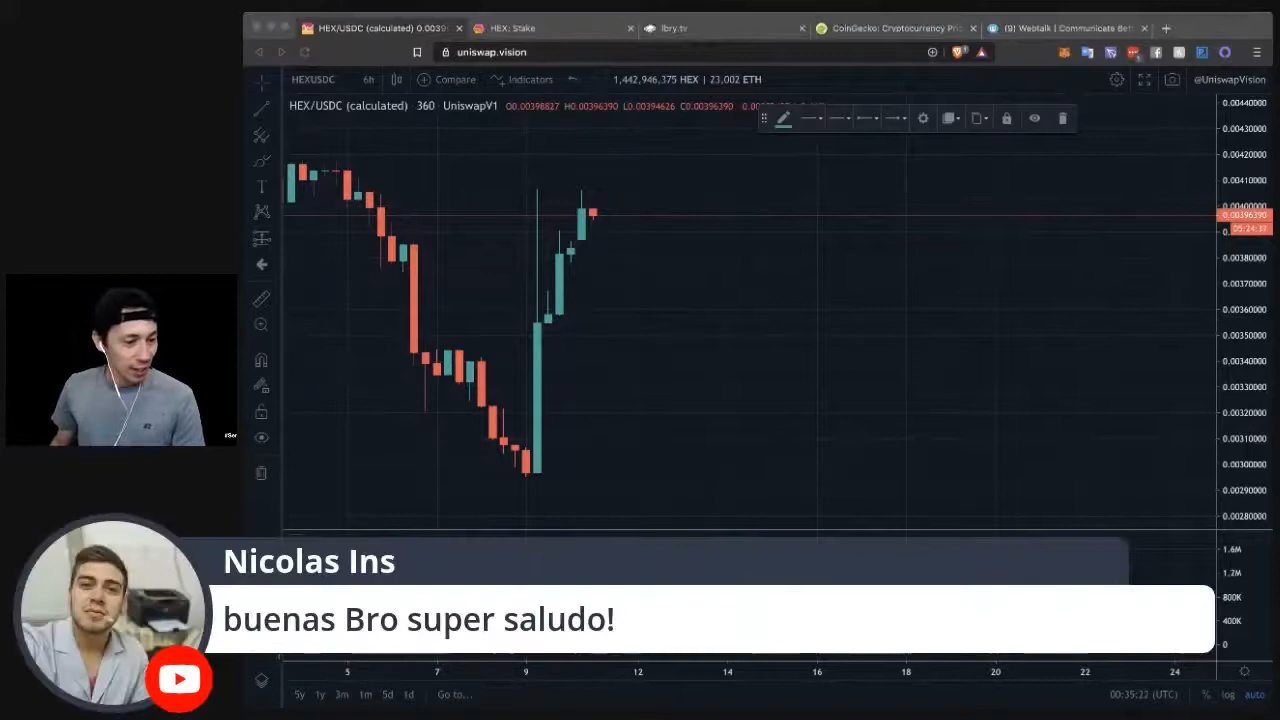 HEX/USDC (calculated) 0.0039
HEX: Stake
lbry.tv
CoinGecko: Cryptocurrency Pri
(9) Webtalk | Communicate Bett
uniswap.vision
HEXUSDC 6h Compare Indicators 1,442,946,375 HEX | 23,002 ETH @UniswapVision
HEX/USDC (calculated) 360 UniswapV1 O0.00398827 H0.00396390 L0.00394626 C0.00396390
0.00440000
0.00430000
0.00420000
0.00410000
0.00400000
0.00396390
05:24:37
0.00380000
0.00370000
0.00360000
0.00350000
0.00340000
0.00330000
0.00320000
0.00310000
0.00300000
0.00290000
0.00280000
#Ser
Nicolas Ins
buenas Bro super saludo!
1.6M
1.2M
800K
400K
0
5 7 9 12 14 16 18 20 22 24
5y 1y 3m 1m 5d 1d Go to... 00:35:22 (UTC) % log auto